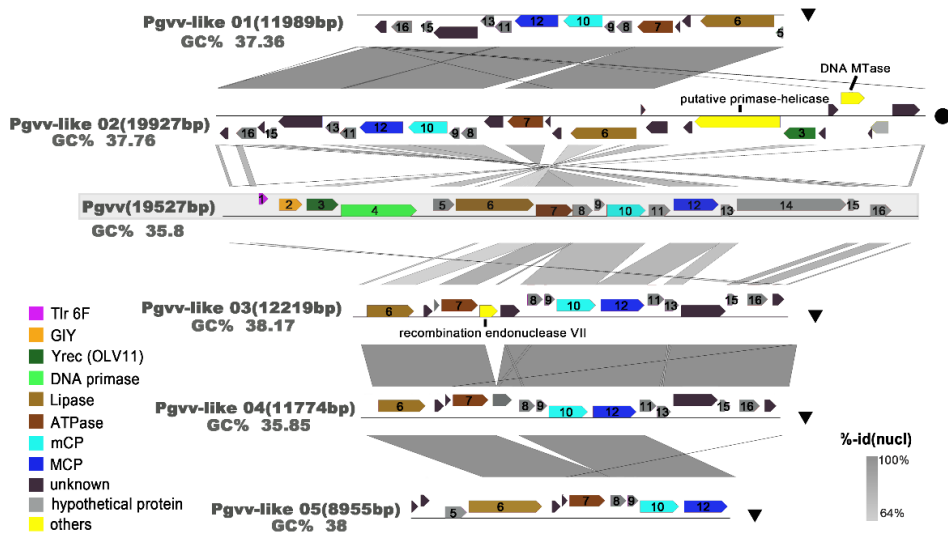 Pgvv-like 01(11989bp)
GC% 37.36
16 15 13 11 12 10 9 8 7 6 5
DNA MTase
putative primase-helicase
Pgvv-like 02(19927bp)
GC% 37.76
16 15 13 11 12 10 9 8 7 6 3
Pgvv(19527bp)
GC% 35.8
1 2 3 4 5 6 7 8 9 10 11 12 13 14 15 16
Pgvv-like 03(12219bp)
GC% 38.17
6 7 8 9 10 12 11 13 15 16
recombination endonuclease VII
Pgvv-like 04(11774bp)
GC% 35.85
6 7 8 9 10 12 11 13 15 16
Pgvv-like 05(8955bp)
GC% 38
5 6 7 8 9 10 12
Tlr 6F
GIY
Yrec (OLV11)
DNA primase
Lipase
ATPase
mCP
MCP
unknown
hypothetical protein
others
%-id(nucl)
100%
64%